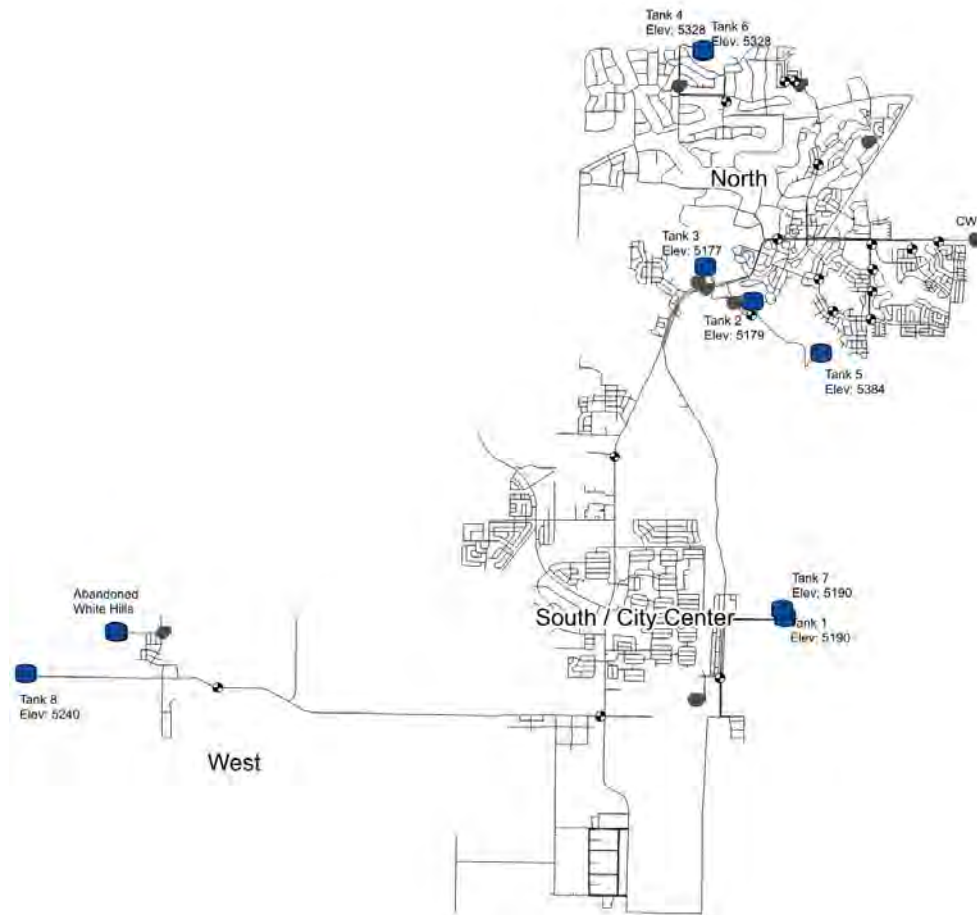 Tank 4
Elev: 5328
Tank 6
Elev: 5328
North
CW
Tank 3
Elev: 5177
Tank 2
Elev: 5179
Tank 5
Elev: 5384
Tank 7
Elev: 5190
South / City Center
Tank 1
Elev: 5190
Abandoned
White Hills
Tank 8
Elev: 5240
West